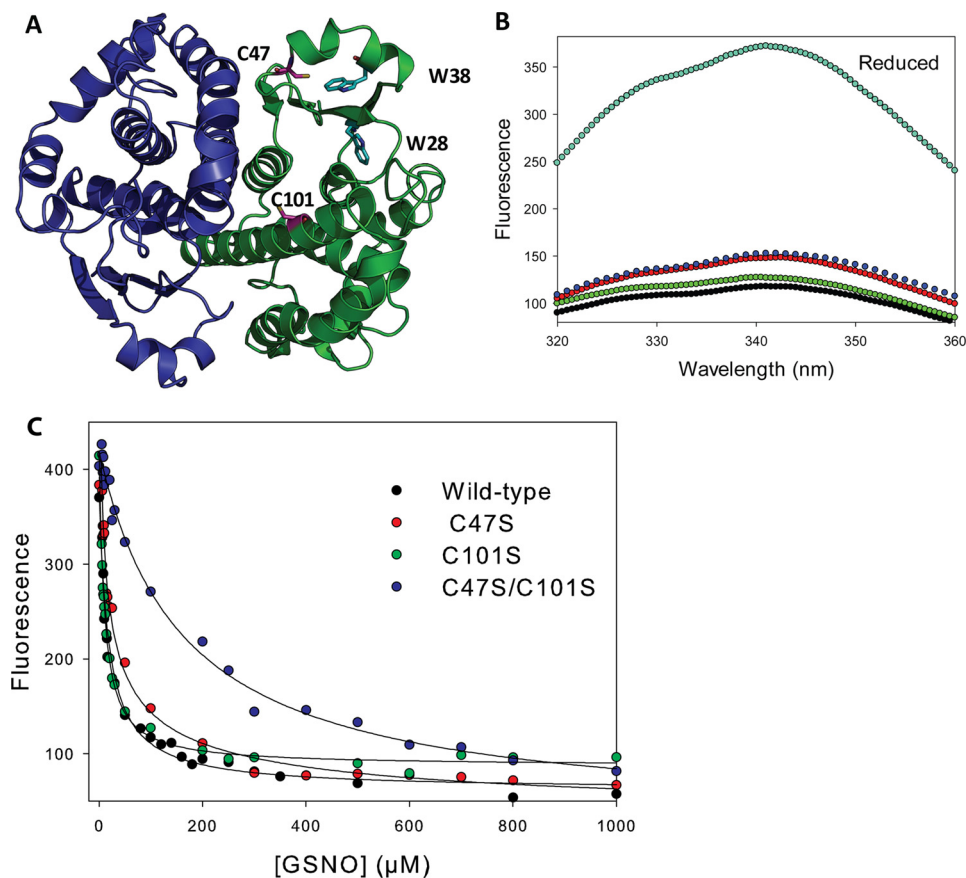 A
C47
W38
W28
C101
B
Reduced
Fluorescence
350
300
250
200
150
100
320
330
340
350
360
Wavelength (nm)
C
Wild-type
C47S
C101S
C47S/C101S
Fluorescence
400
300
200
100
0
200
400
600
800
1000
[GSNO] (µM)